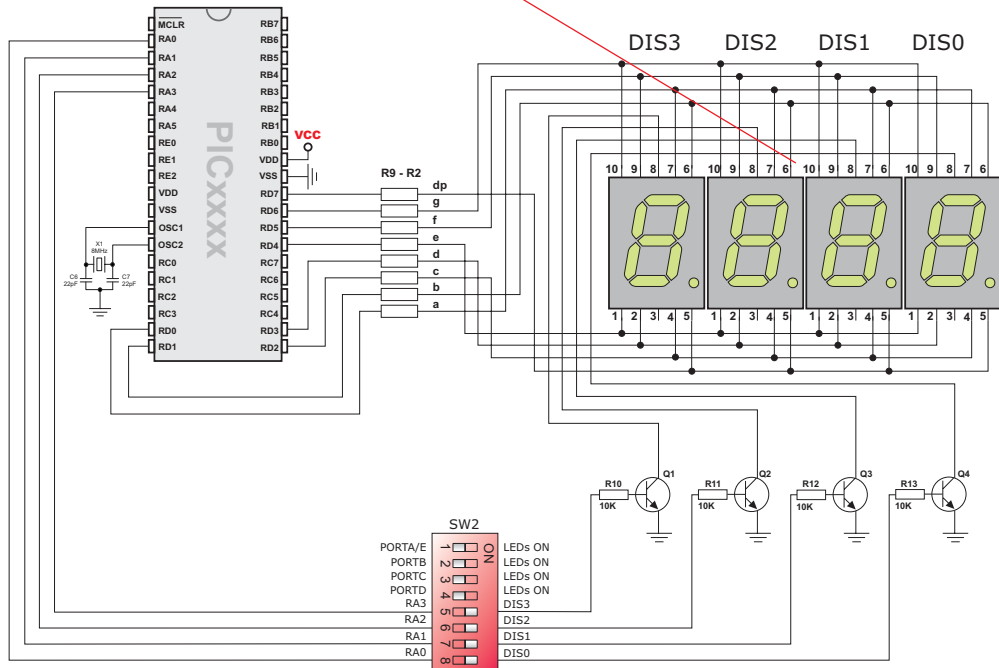 DIS3 DIS2 DIS1 DIS0
MCLR RB7
RA0 RB6
RA1 RB5
RA2 RB4
RA3 RB3
RA4 RB2
RA5 RB1
RE0 RB0
RE1 VDD
RE2 VSS
VDD RD7
VSS RD6
OSC1 RD5
OSC2 RD4
RC0 RC7
RC1 RC6
RC2 RC5
RC3 RC4
RD0 RD3
RD1 RD2
PICxxxx
vcc
X1
8MHz
C6
22pF
C7
22pF
R9 - R2
dp
g
f
e
d
c
b
a
10 9 8 7 6 10 9 8 7 6 10 9 8 7 6 10 9 8 7 6
1 2 3 4 5 1 2 3 4 5 1 2 3 4 5 1 2 3 4 5
R10 Q1 R11 Q2 R12 Q3 R13 Q4
10K 10K 10K 10K
SW2
ON
PORTA/E 1 LEDs ON
PORTB 2 LEDs ON
PORTC 3 LEDs ON
PORTD 4 LEDs ON
RA3 5 DIS3
RA2 6 DIS2
RA1 7 DIS1
RA0 8 DIS0